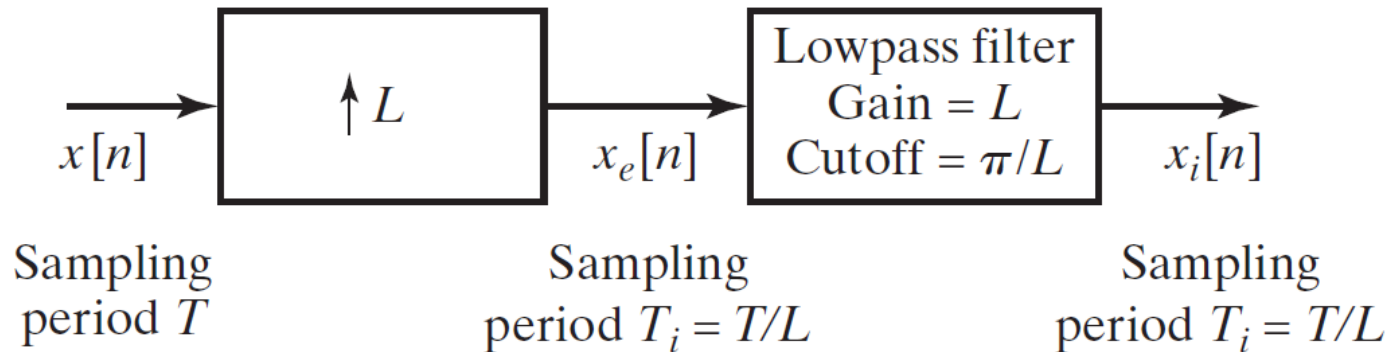 ↑ L
Lowpass filter
Gain = L
Cutoff = π/L
x[n]
xₑ[n]
xᵢ[n]
Sampling
period T
Sampling
period Tᵢ = T/L
Sampling
period Tᵢ = T/L